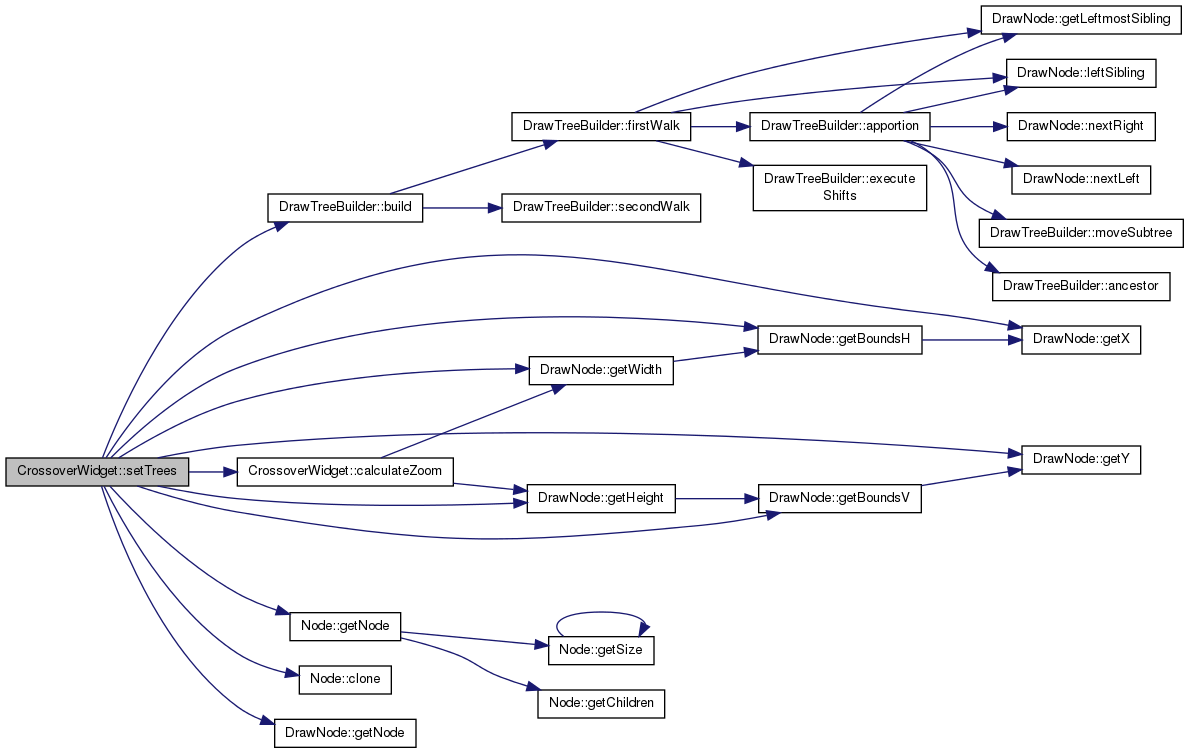 DrawNode::getLeftmostSibling
DrawNode::leftSibling
DrawTreeBuilder::firstWalk
DrawTreeBuilder::apportion
DrawNode::nextRight
DrawTreeBuilder::execute
Shifts
DrawNode::nextLeft
DrawTreeBuilder::build
DrawTreeBuilder::secondWalk
DrawTreeBuilder::moveSubtree
DrawTreeBuilder::ancestor
DrawNode::getBoundsH
DrawNode::getX
DrawNode::getWidth
CrossoverWidget::setTrees
CrossoverWidget::calculateZoom
DrawNode::getY
DrawNode::getHeight
DrawNode::getBoundsV
Node::getNode
Node::getSize
Node::clone
Node::getChildren
DrawNode::getNode